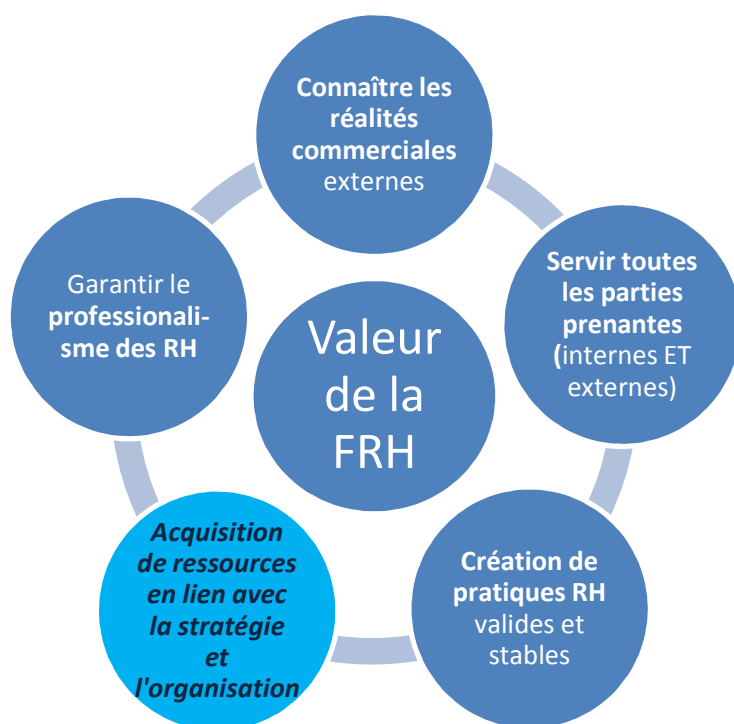 Connaître les
réalités
commerciales
externes
Servir toutes
les parties
prenantes
(internes ET
externes)
Création de
pratiques RH
valides et
stables
Acquisition
de ressources
en lien avec
la stratégie
et
l'organisation
Garantir le
professionali-
sme des RH
Valeur
de la
FRH